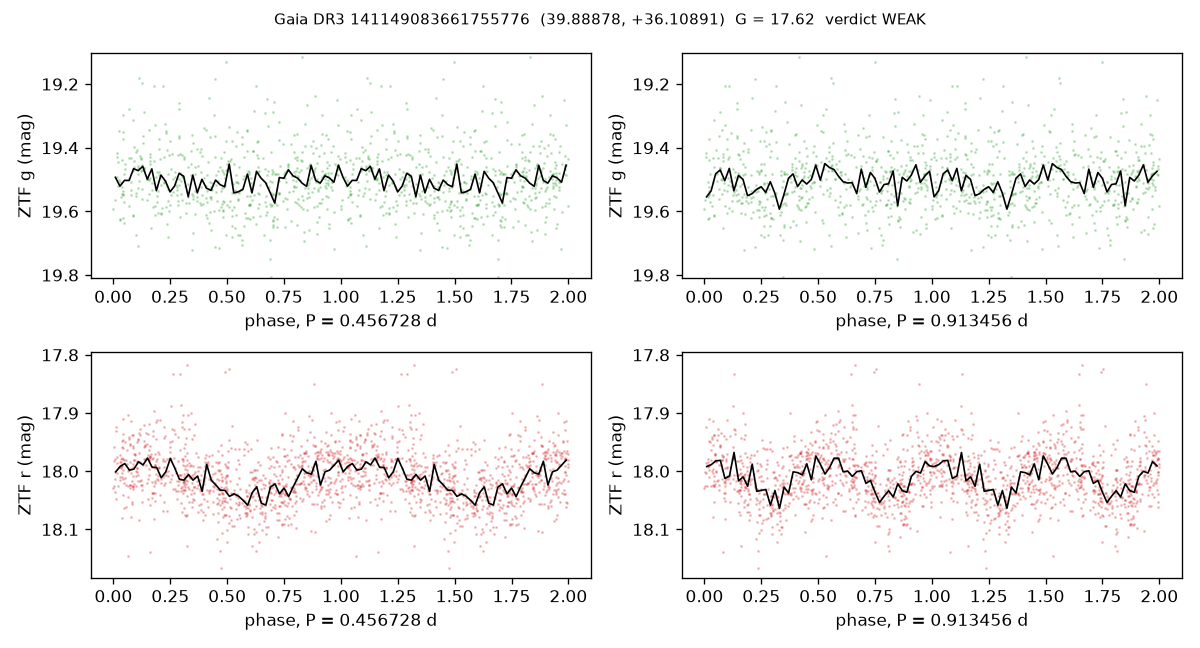 Gaia DR3 141149083661755776  (39.88878, +36.10891)  G = 17.62  verdict WEAK
ZTF g (mag)
19.2
19.4
19.6
19.8
0.00 0.25 0.50 0.75 1.00 1.25 1.50 1.75 2.00
phase, P = 0.456728 d
ZTF g (mag)
19.2
19.4
19.6
19.8
0.00 0.25 0.50 0.75 1.00 1.25 1.50 1.75 2.00
phase, P = 0.913456 d
ZTF r (mag)
17.8
17.9
18.0
18.1
0.00 0.25 0.50 0.75 1.00 1.25 1.50 1.75 2.00
phase, P = 0.456728 d
ZTF r (mag)
17.8
17.9
18.0
18.1
0.00 0.25 0.50 0.75 1.00 1.25 1.50 1.75 2.00
phase, P = 0.913456 d